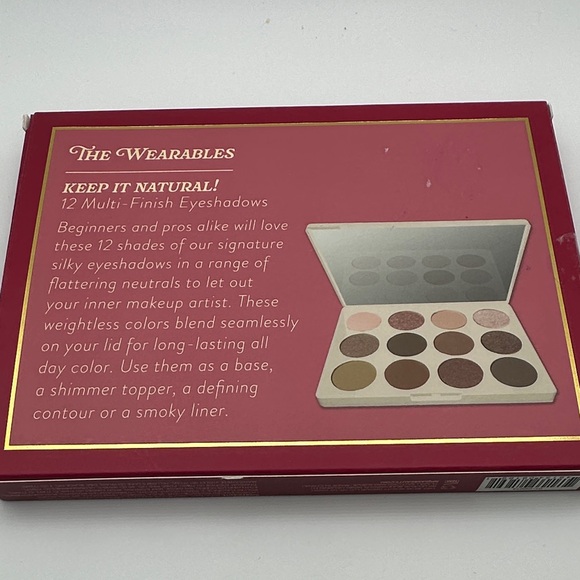 THE WEARABLES
KEEP IT NATURAL!
12 Multi-Finish Eyeshadows
Beginners and pros alike will love
these 12 shades of our signature
silky eyeshadows in a range of
flattering neutrals to let out
your inner makeup artist. These
weightless colors blend seamlessly
on your lid for long-lasting all
day color. Use them as a base,
a shimmer topper, a defining
contour or a smoky liner.